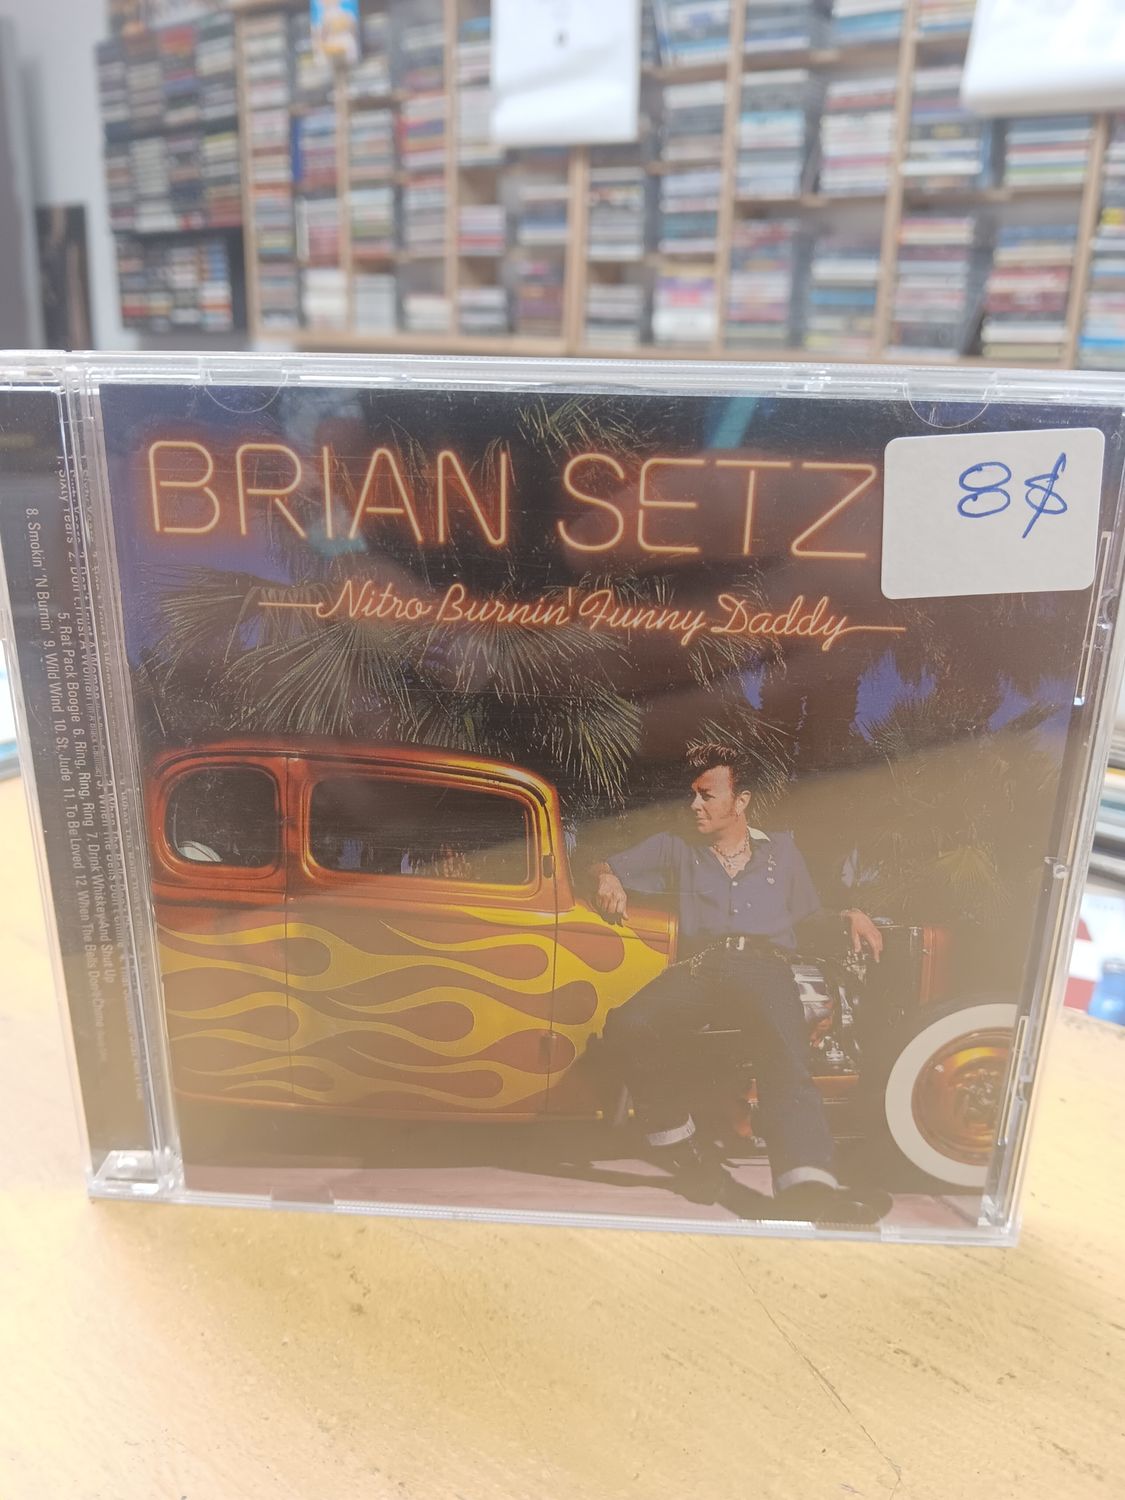 BRIAN SETZ
8$
Nitro Burnin' Funny Daddy
5. Rat Pack Boogie 6. Ring, Ring, Ring 7. Drink Whiskey And Shut Up
8. Smokin' 'N Burnin' 9. Wild Wind 10. St. Jude 11. To Be Loved 12. When The Bells Don't Chime